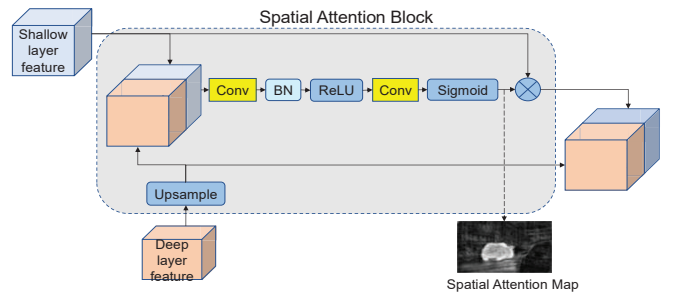 Spatial Attention Block
Shallow
layer
feature
Conv
BN
ReLU
Conv
Sigmoid
Upsample
Deep
layer
feature
Spatial Attention Map